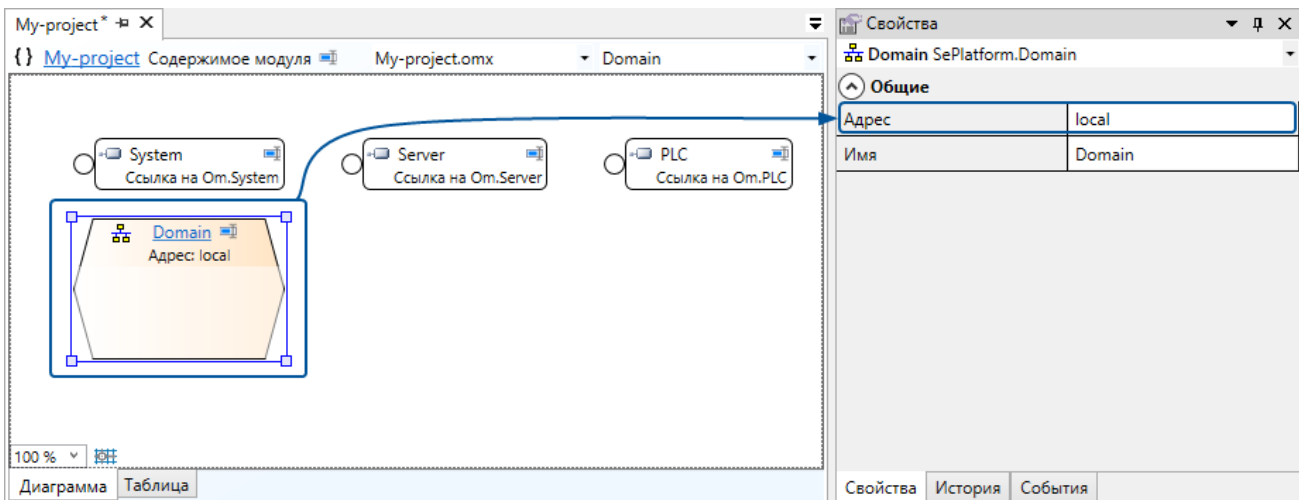 My-project*
{} My-project Содержимое модуля My-project.omx Domain
System
Ссылка на Om.System
Server
Ссылка на Om.Server
PLC
Ссылка на Om.PLC
Domain
Адрес: local
100 %
Диаграмма Таблица
Свойства
Domain SePlatform.Domain
Общие
Адрес local
Имя Domain
Свойства История События